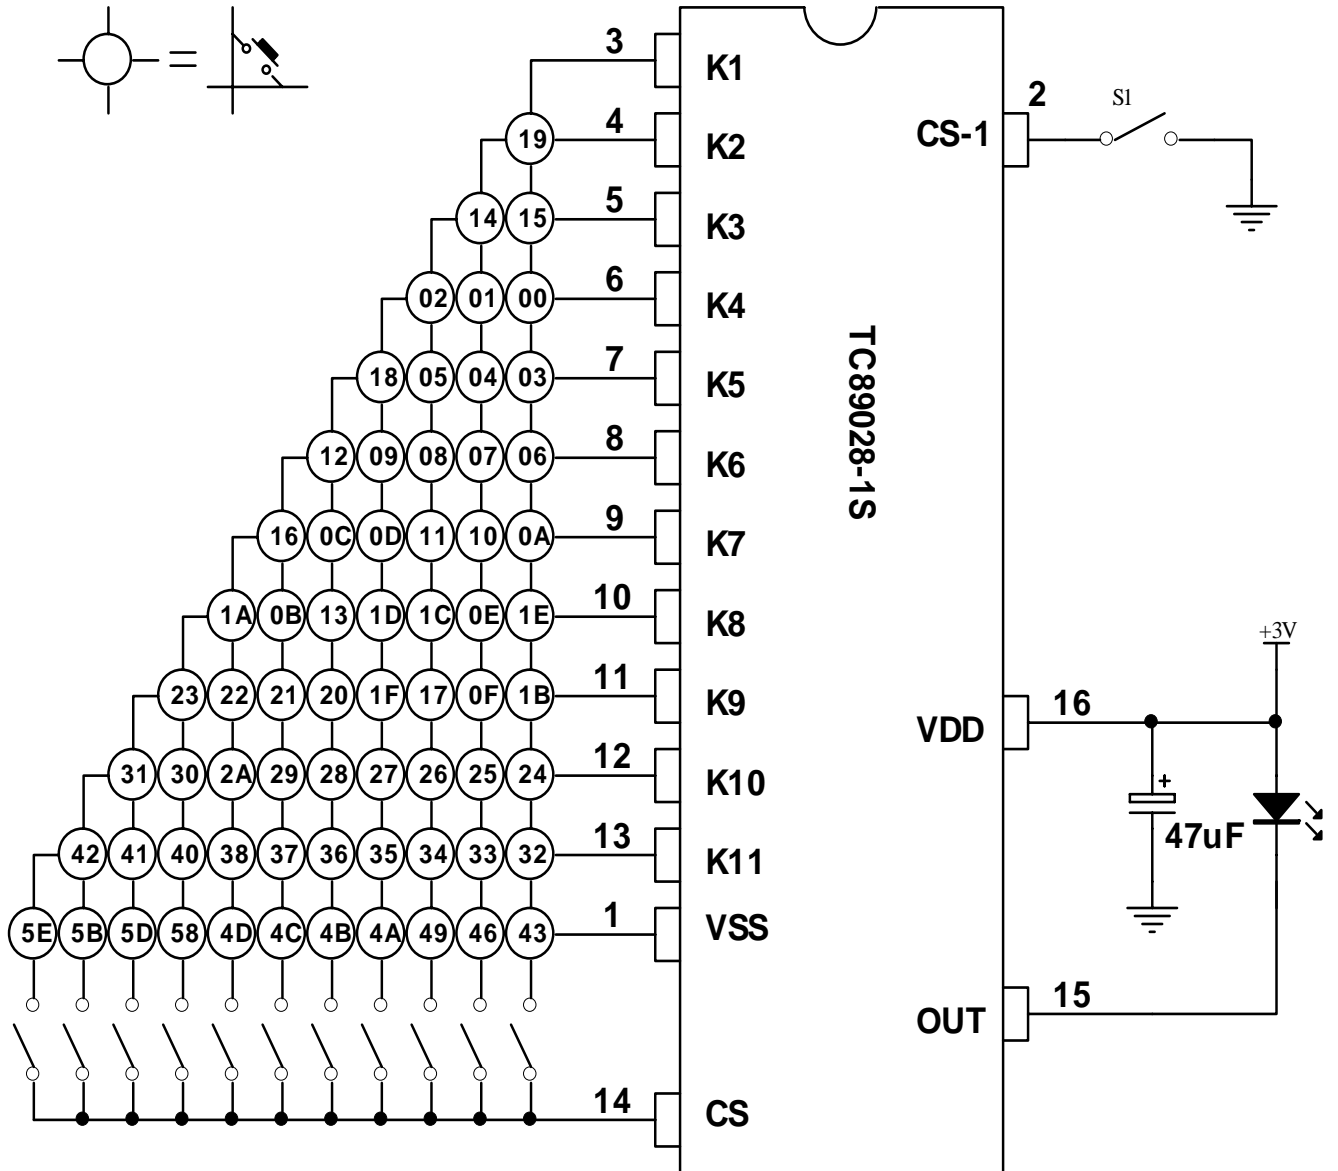 3 K1
2 S1
CS-1
19 4 K2
14 15 5 K3
02 01 00 6 K4
18 05 04 03 7 K5
TC89028-1S
12 09 08 07 06 8 K6
16 0C 0D 11 10 0A 9 K7
1A 0B 13 1D 1C 0E 1E 10 K8
+3V
23 22 21 20 1F 17 0F 1B 11 K9
VDD 16
31 30 2A 29 28 27 26 25 24 12 K10
+
47uF
42 41 40 38 37 36 35 34 33 32 13 K11
5E 5B 5D 58 4D 4C 4B 4A 49 46 43 1 VSS
OUT 15
14 CS